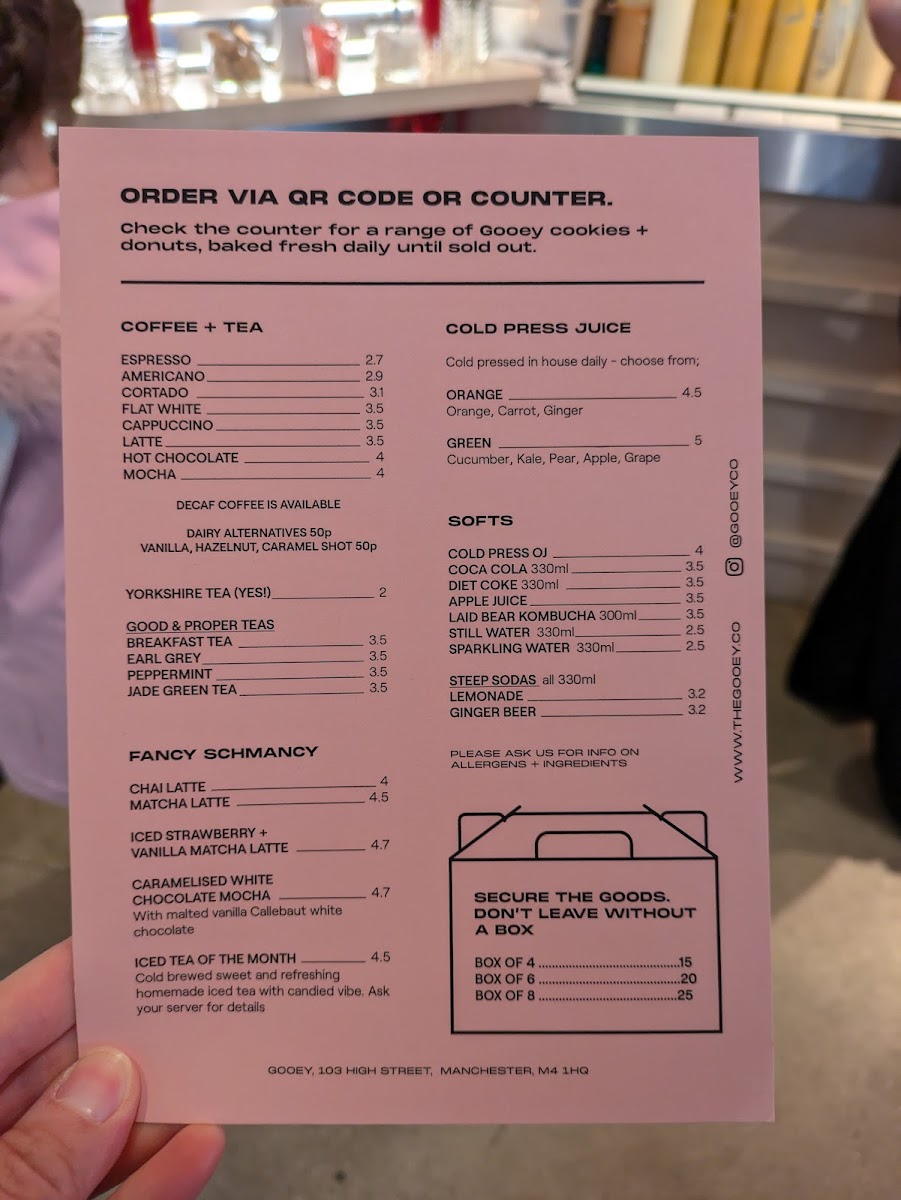 ORDER VIA QR CODE OR COUNTER.
Check the counter for a range of Gooey cookies +
donuts, baked fresh daily until sold out.
COFFEE + TEA
ESPRESSO 2.7
AMERICANO 2.9
CORTADO 3.1
FLAT WHITE 3.5
CAPPUCCINO 3.5
LATTE 3.5
HOT CHOCOLATE 4
MOCHA 4
DECAF COFFEE IS AVAILABLE
DAIRY ALTERNATIVES 50p
VANILLA, HAZELNUT, CARAMEL SHOT 50p
YORKSHIRE TEA (YES!) 2
GOOD & PROPER TEAS
BREAKFAST TEA 3.5
EARL GREY 3.5
PEPPERMINT 3.5
JADE GREEN TEA 3.5
FANCY SCHMANCY
CHAI LATTE 4
MATCHA LATTE 4.5
ICED STRAWBERRY +
VANILLA MATCHA LATTE 4.7
CARAMELISED WHITE
CHOCOLATE MOCHA 4.7
With malted vanilla Callebaut white
chocolate
ICED TEA OF THE MONTH 4.5
Cold brewed sweet and refreshing
homemade iced tea with candied vibe. Ask
your server for details
COLD PRESS JUICE
Cold pressed in house daily - choose from;
ORANGE 4.5
Orange, Carrot, Ginger
GREEN 5
Cucumber, Kale, Pear, Apple, Grape
SOFTS
COLD PRESS OJ 4
COCA COLA 330ml 3.5
DIET COKE 330ml 3.5
APPLE JUICE 3.5
LAID BEAR KOMBUCHA 300ml 3.5
STILL WATER 330ml 2.5
SPARKLING WATER 330ml 2.5
STEEP SODAS all 330ml
LEMONADE 3.2
GINGER BEER 3.2
PLEASE ASK US FOR INFO ON
ALLERGENS + INGREDIENTS
SECURE THE GOODS.
DON'T LEAVE WITHOUT
A BOX
BOX OF 4 15
BOX OF 6 20
BOX OF 8 25
@GOOEYCO
WWW.THEGOOEY.CO
GOOEY, 103 HIGH STREET, MANCHESTER, M4 1HQ